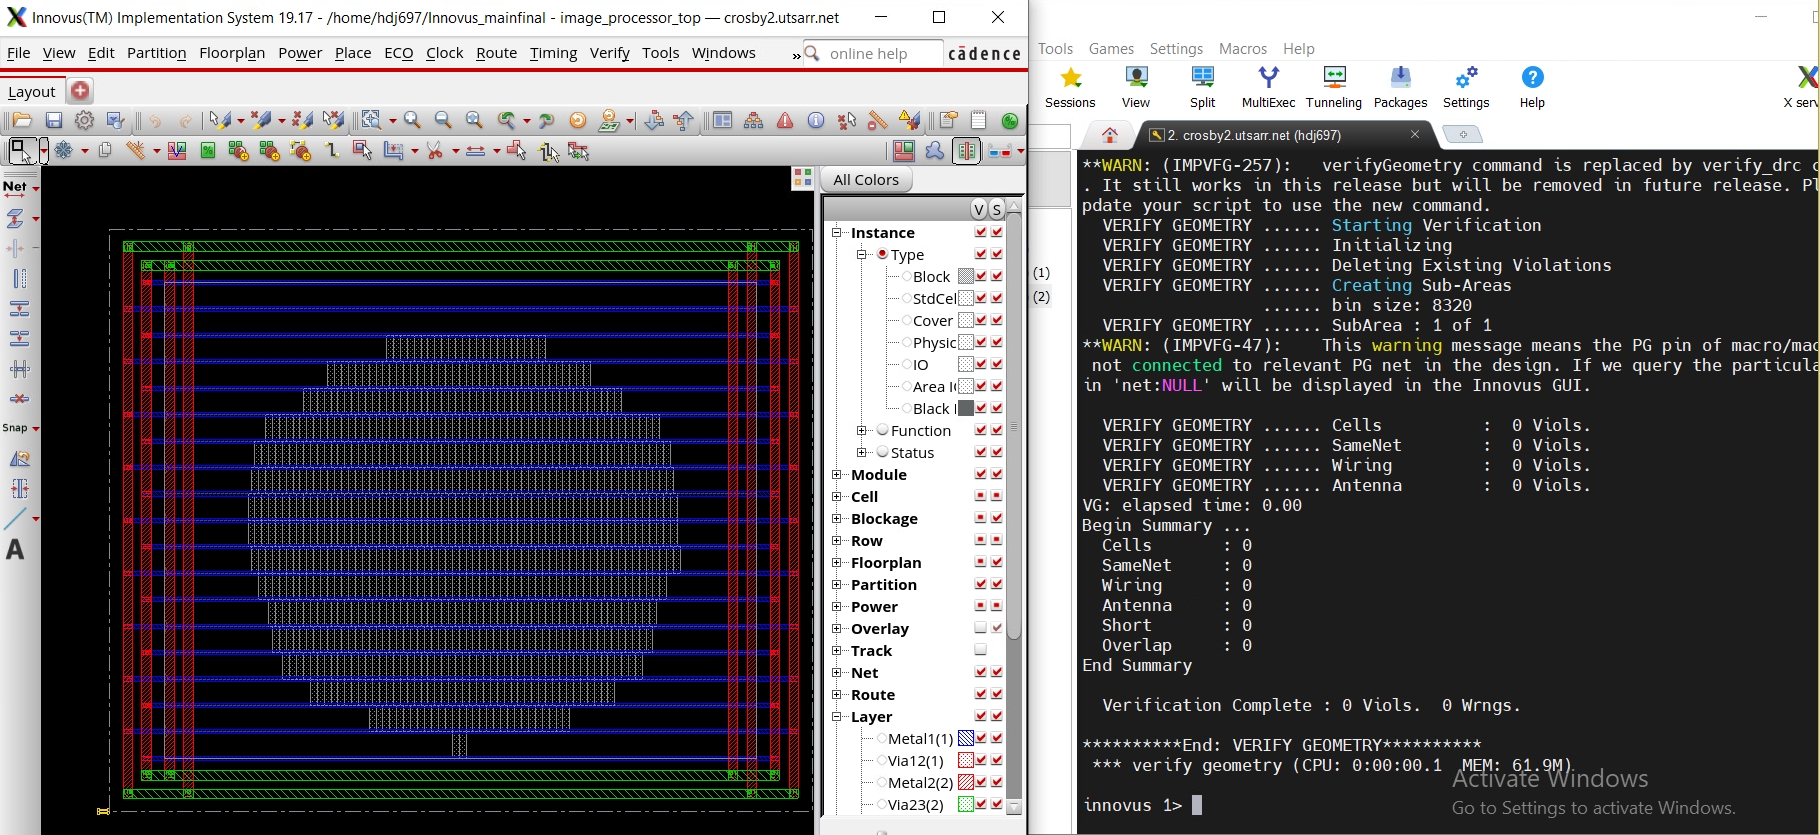 Innovus(TM) Implementation System 19.17 - /home/hdj697/Innovus_mainfinal - image_processor_top — crosby2.utsarr.net
File View Edit Partition Floorplan Power Place ECO Clock Route Timing Verify Tools Windows » online help cādence
Layout
Net
Snap
A
All Colors
V S
Instance
Type
Block
StdCel
Cover
Physic
IO
Area I
Black
Function
Status
Module
Cell
Blockage
Row
Floorplan
Partition
Power
Overlay
Track
Net
Route
Layer
Metal1(1)
Via12(1)
Metal2(2)
Via23(2)
Tools Games Settings Macros Help
Sessions View Split MultiExec Tunneling Packages Settings Help X serv
2. crosby2.utsarr.net (hdj697)
(1)
(2)
**WARN: (IMPVFG-257): verifyGeometry command is replaced by verify_drc c
. It still works in this release but will be removed in future release. Pl
pdate your script to use the new command.
VERIFY GEOMETRY ...... Starting Verification
VERIFY GEOMETRY ...... Initializing
VERIFY GEOMETRY ...... Deleting Existing Violations
VERIFY GEOMETRY ...... Creating Sub-Areas
...... bin size: 8320
VERIFY GEOMETRY ...... SubArea : 1 of 1
**WARN: (IMPVFG-47): This warning message means the PG pin of macro/mac
not connected to relevant PG net in the design. If we query the particula
in 'net:NULL' will be displayed in the Innovus GUI.
VERIFY GEOMETRY ...... Cells : 0 Viols.
VERIFY GEOMETRY ...... SameNet : 0 Viols.
VERIFY GEOMETRY ...... Wiring : 0 Viols.
VERIFY GEOMETRY ...... Antenna : 0 Viols.
VG: elapsed time: 0.00
Begin Summary ...
Cells : 0
SameNet : 0
Wiring : 0
Antenna : 0
Short : 0
Overlap : 0
End Summary
Verification Complete : 0 Viols. 0 Wrngs.
**********End: VERIFY GEOMETRY**********
*** verify geometry (CPU: 0:00:00.1 MEM: 61.9M)
innovus 1>
Activate Windows
Go to Settings to activate Windows.